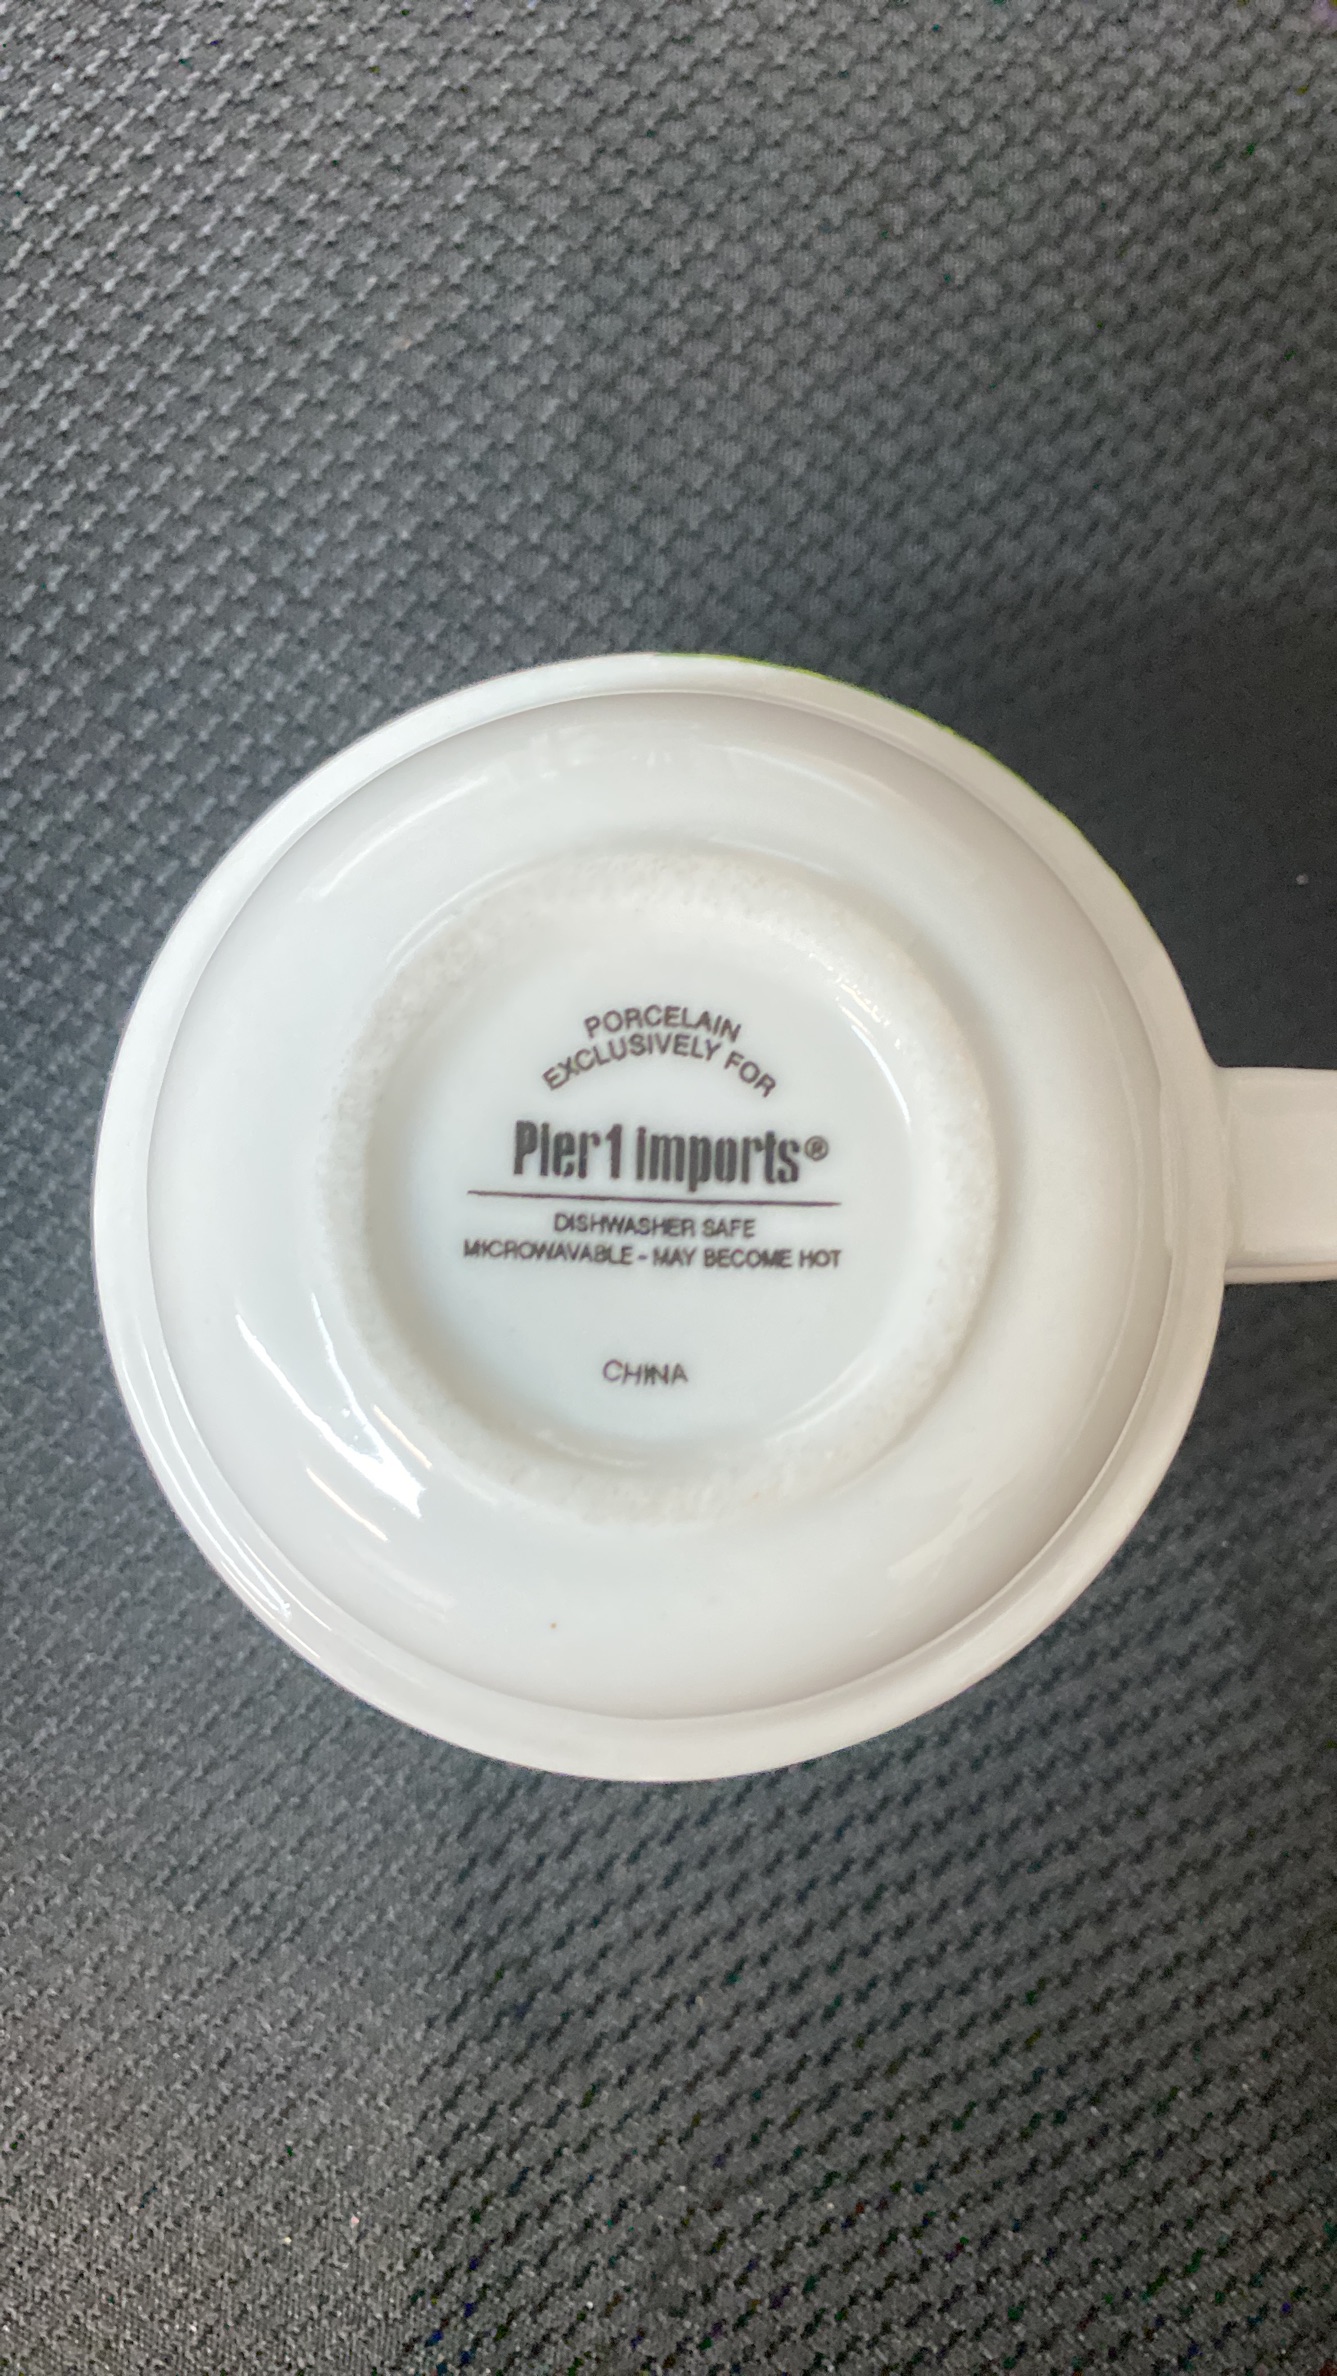 PORCELAIN
EXCLUSIVELY FOR
Pier1 imports®
DISHWASHER SAFE
MICROWAVABLE - MAY BECOME HOT
CHINA